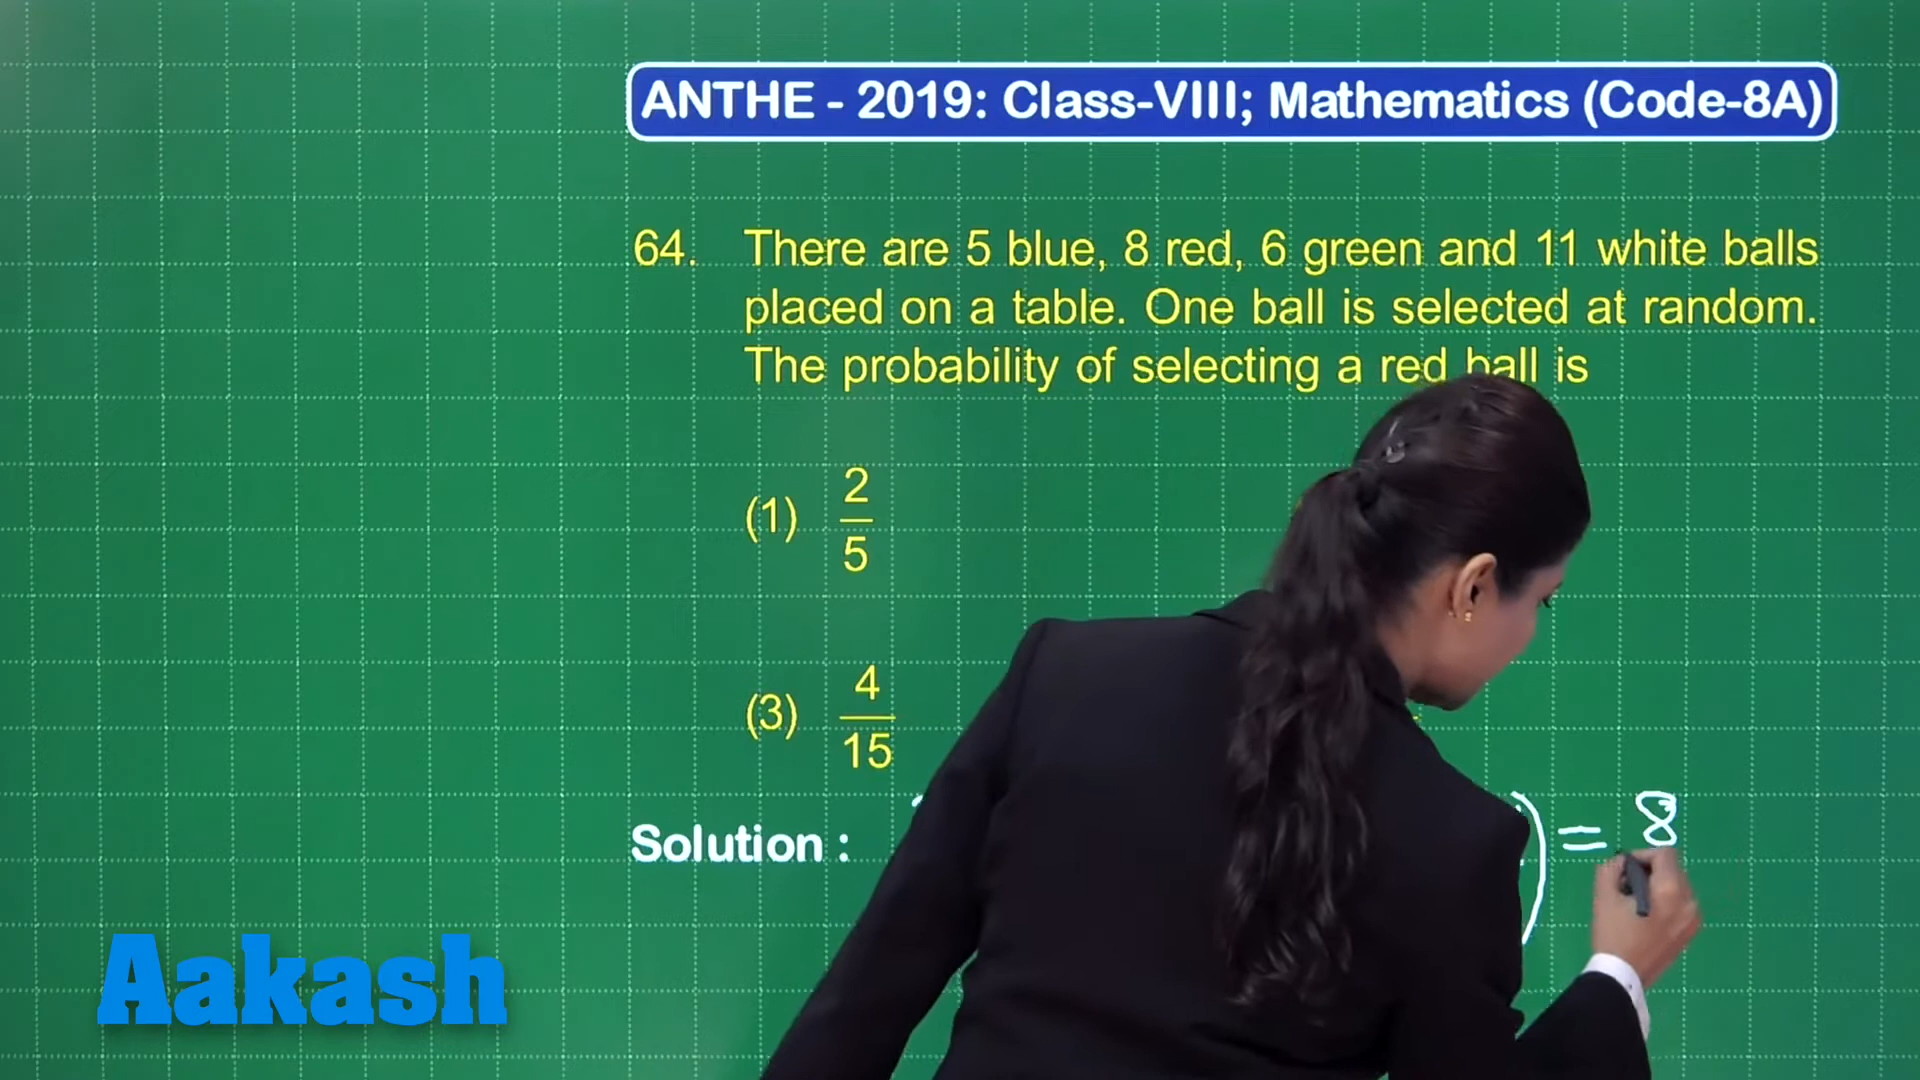 ANTHE - 2019: Class-VIII; Mathematics (Code-8A)
64. There are 5 blue, 8 red, 6 green and 11 white balls
placed on a table. One ball is selected at random.
The probability of selecting a red ball is
(1) 2/5
(3) 4/15
Solution :
) = 8
Aakash